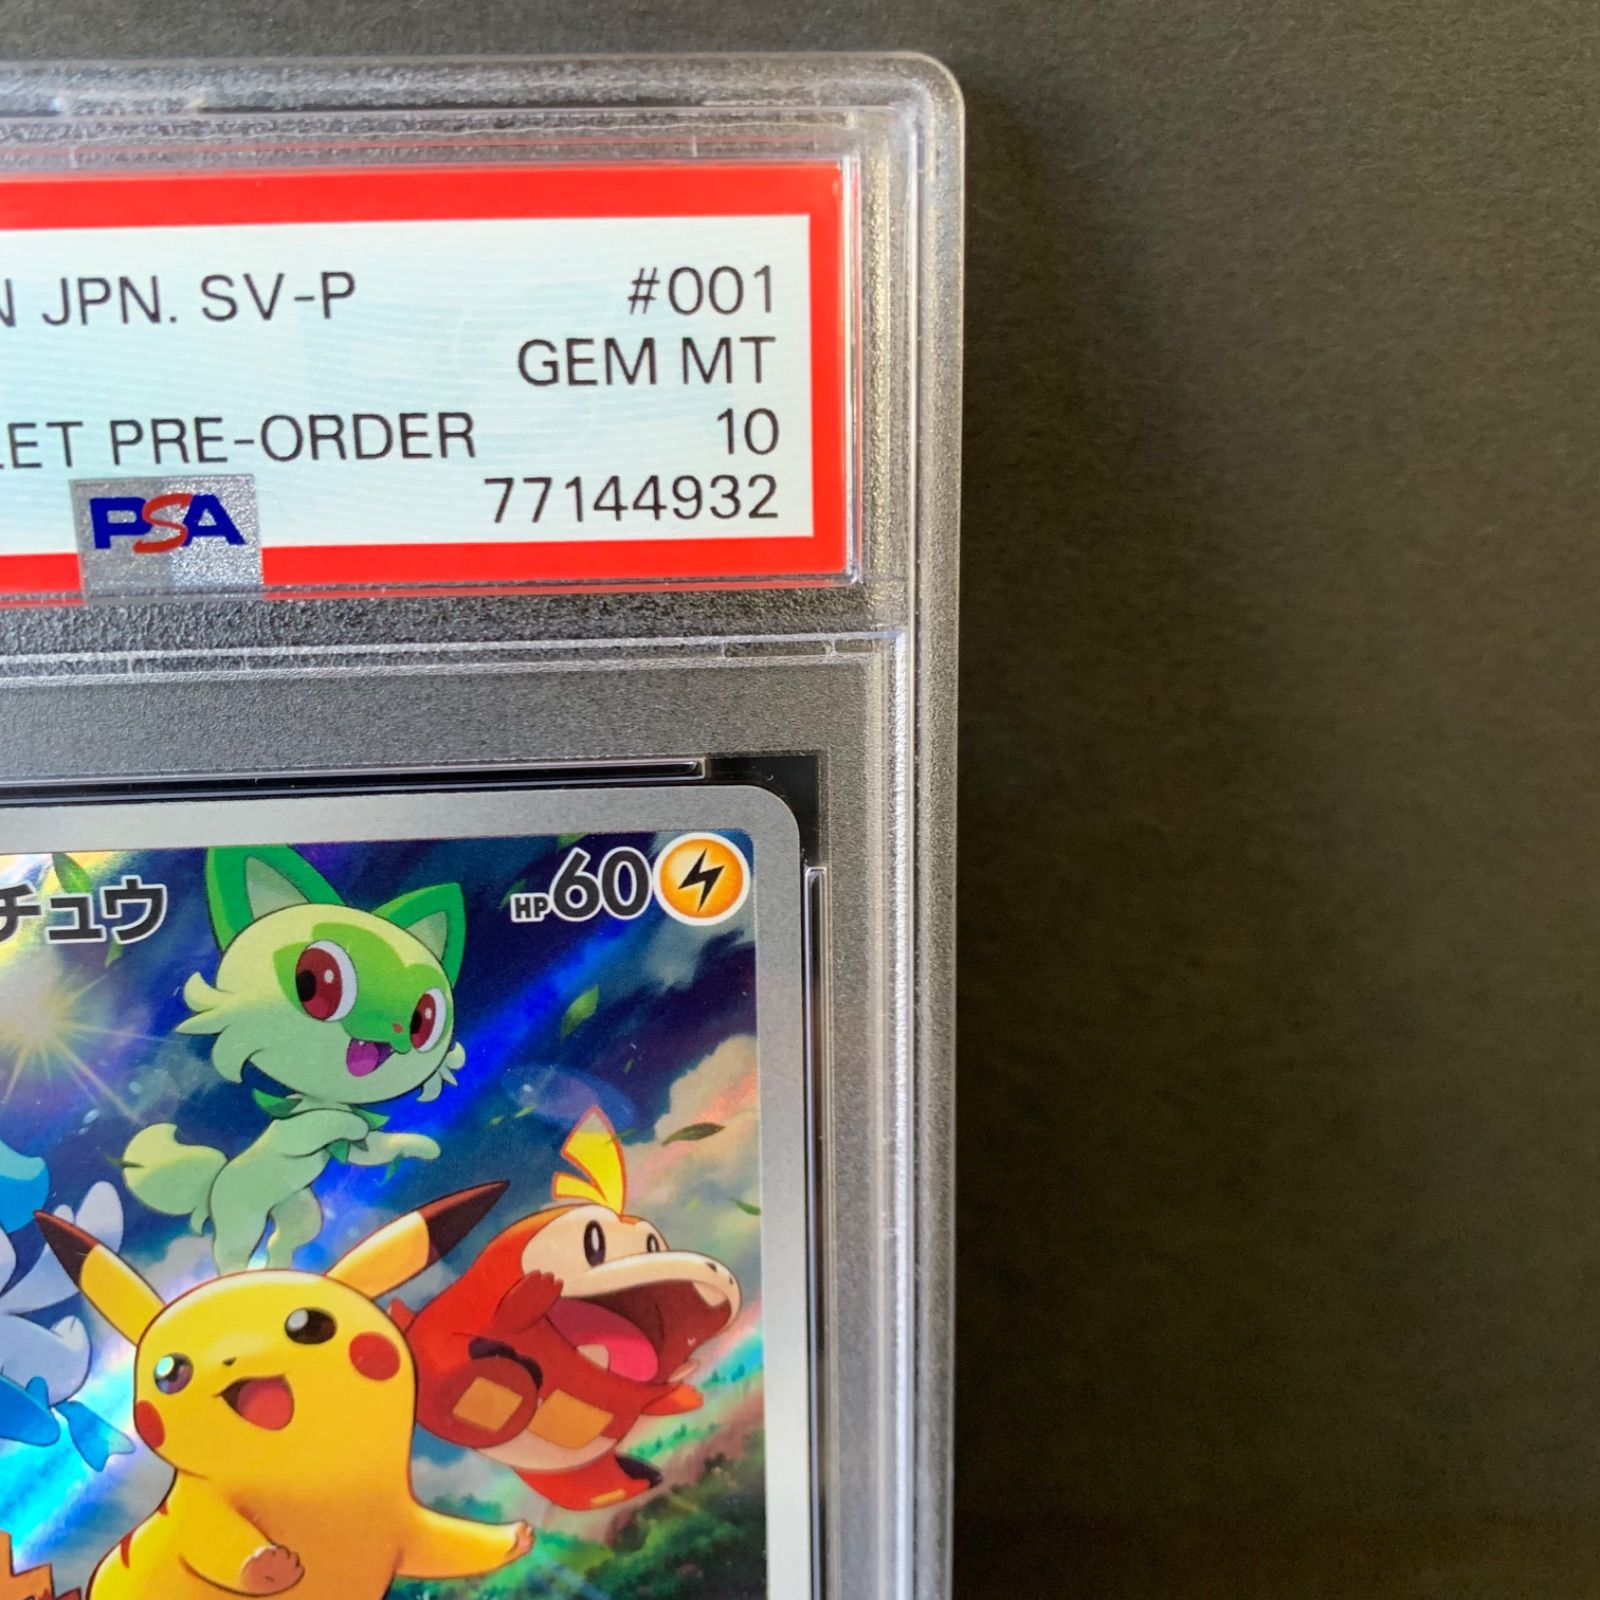 N JPN. SV-P #001
GEM MT
LET PRE-ORDER 10
PSA 77144932
チュウ HP60